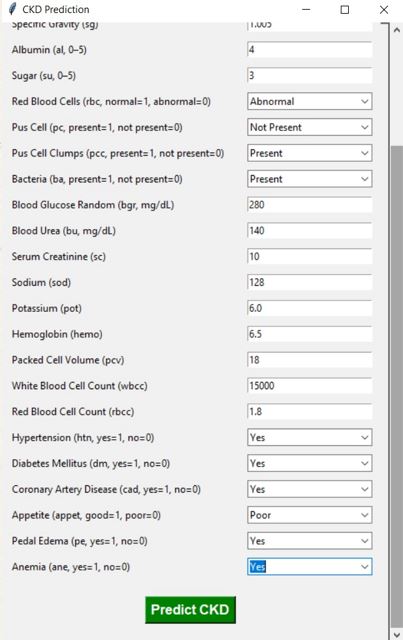 CKD Prediction
Specific Gravity (sg) 1.005
Albumin (al, 0–5) 4
Sugar (su, 0–5) 3
Red Blood Cells (rbc, normal=1, abnormal=0) Abnormal
Pus Cell (pc, present=1, not present=0) Not Present
Pus Cell Clumps (pcc, present=1, not present=0) Present
Bacteria (ba, present=1, not present=0) Present
Blood Glucose Random (bgr, mg/dL) 280
Blood Urea (bu, mg/dL) 140
Serum Creatinine (sc) 10
Sodium (sod) 128
Potassium (pot) 6.0
Hemoglobin (hemo) 6.5
Packed Cell Volume (pcv) 18
White Blood Cell Count (wbcc) 15000
Red Blood Cell Count (rbcc) 1.8
Hypertension (htn, yes=1, no=0) Yes
Diabetes Mellitus (dm, yes=1, no=0) Yes
Coronary Artery Disease (cad, yes=1, no=0) Yes
Appetite (appet, good=1, poor=0) Poor
Pedal Edema (pe, yes=1, no=0) Yes
Anemia (ane, yes=1, no=0) Yes
Predict CKD